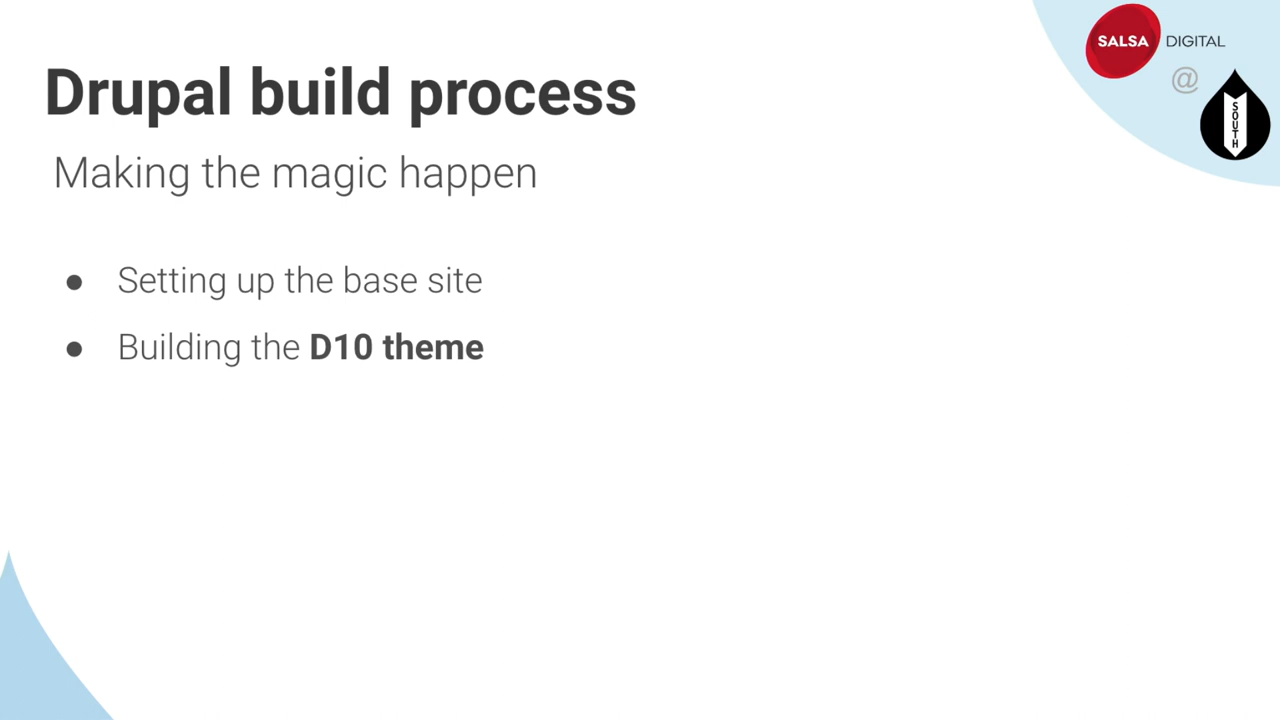 SALSA DIGITAL
@
SOUTH
Drupal build process
Making the magic happen
● Setting up the base site
● Building the D10 theme